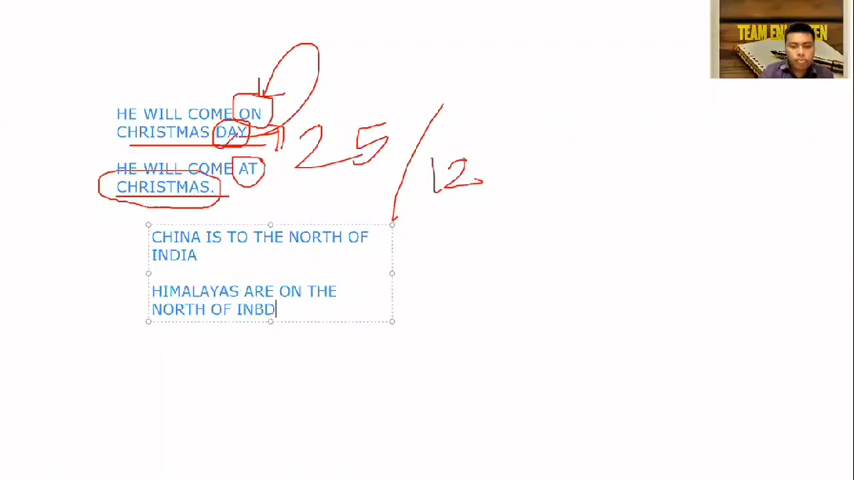 TEAM ENLIGHTEN
HE WILL COME ON
CHRISTMAS DAY
25/12
HE WILL COME AT
CHRISTMAS.
CHINA IS TO THE NORTH OF
INDIA
HIMALAYAS ARE ON THE
NORTH OF INBD